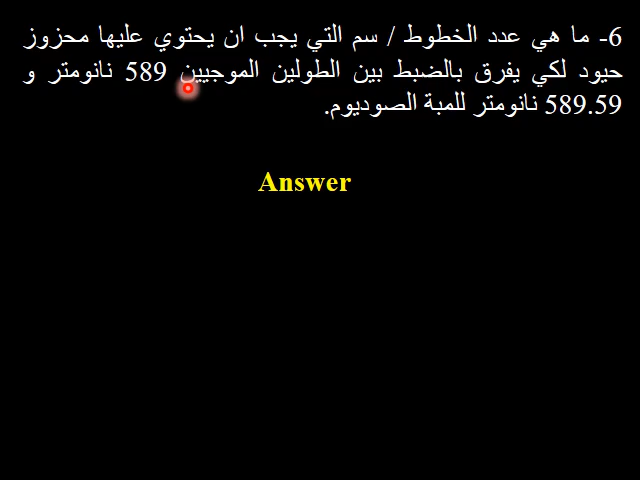 6- ما هي عدد الخطوط / سم التي يجب ان يحتوي عليها محزوز
حيود لكي يفرق بالضبط بين الطولين الموجيين 589 نانومتر و
589.59 نانومتر للمبة الصوديوم.
Answer